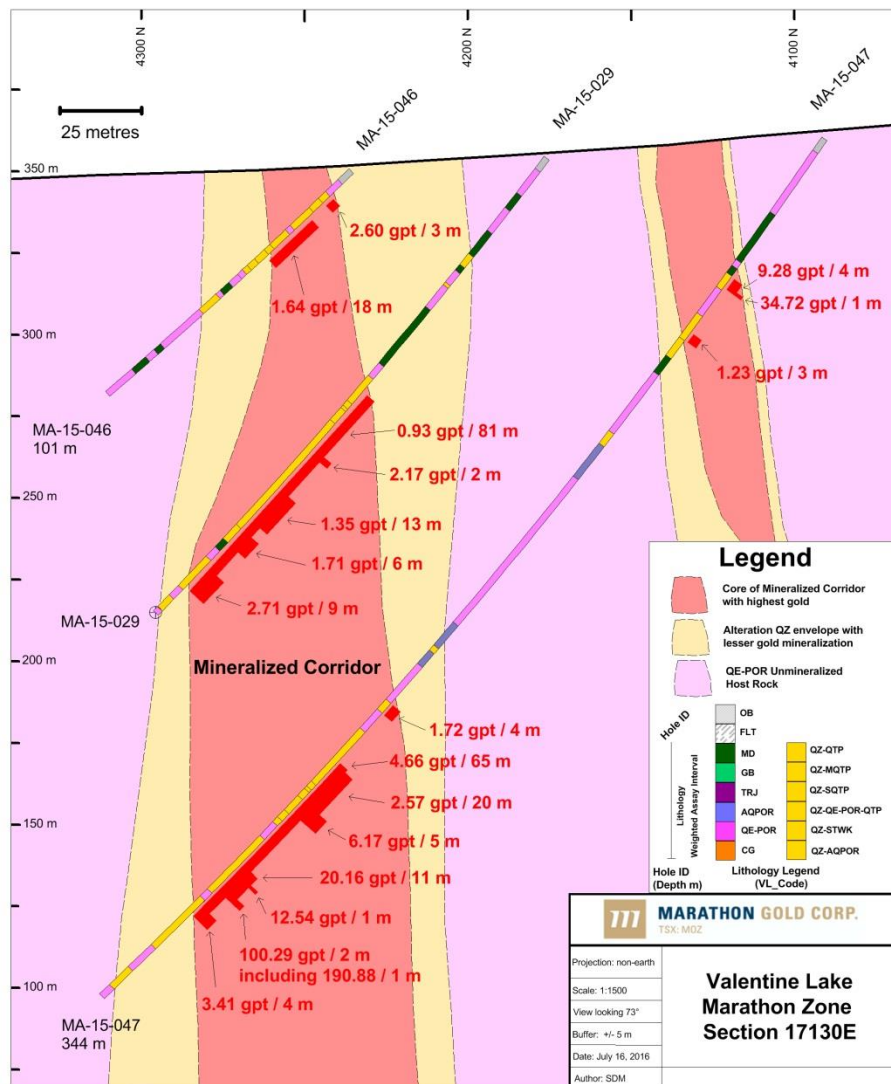 4300 N
4200 N
4100 N
25 metres
MA-15-046
MA-15-029
MA-15-047
350 m
300 m
250 m
200 m
150 m
100 m
2.60 gpt / 3 m
1.64 gpt / 18 m
9.28 gpt / 4 m
34.72 gpt / 1 m
1.23 gpt / 3 m
MA-15-046
101 m
0.93 gpt / 81 m
2.17 gpt / 2 m
1.35 gpt / 13 m
1.71 gpt / 6 m
2.71 gpt / 9 m
MA-15-029
Mineralized Corridor
1.72 gpt / 4 m
4.66 gpt / 65 m
2.57 gpt / 20 m
6.17 gpt / 5 m
20.16 gpt / 11 m
12.54 gpt / 1 m
100.29 gpt / 2 m
including 190.88 / 1 m
3.41 gpt / 4 m
MA-15-047
344 m
Legend
Core of Mineralized Corridor
with highest gold
Alteration QZ envelope with
lesser gold mineralization
QE-POR Unmineralized
Host Rock
Hole ID
Lithology
Weighted Assay Interval
Hole ID
(Depth m)
OB
FLT
MD
GB
TRJ
AQPOR
QE-POR
CG
QZ-QTP
QZ-MQTP
QZ-SQTP
QZ-QE-POR-QTP
QZ-STWK
QZ-AQPOR
Lithology Legend
(VL_Code)
m
MARATHON GOLD CORP.
TSX: MOZ
Projection: non-earth
Scale: 1:1500
View looking 73°
Buffer: +/- 5 m
Date: July 16, 2016
Author: SDM
Valentine Lake
Marathon Zone
Section 17130E